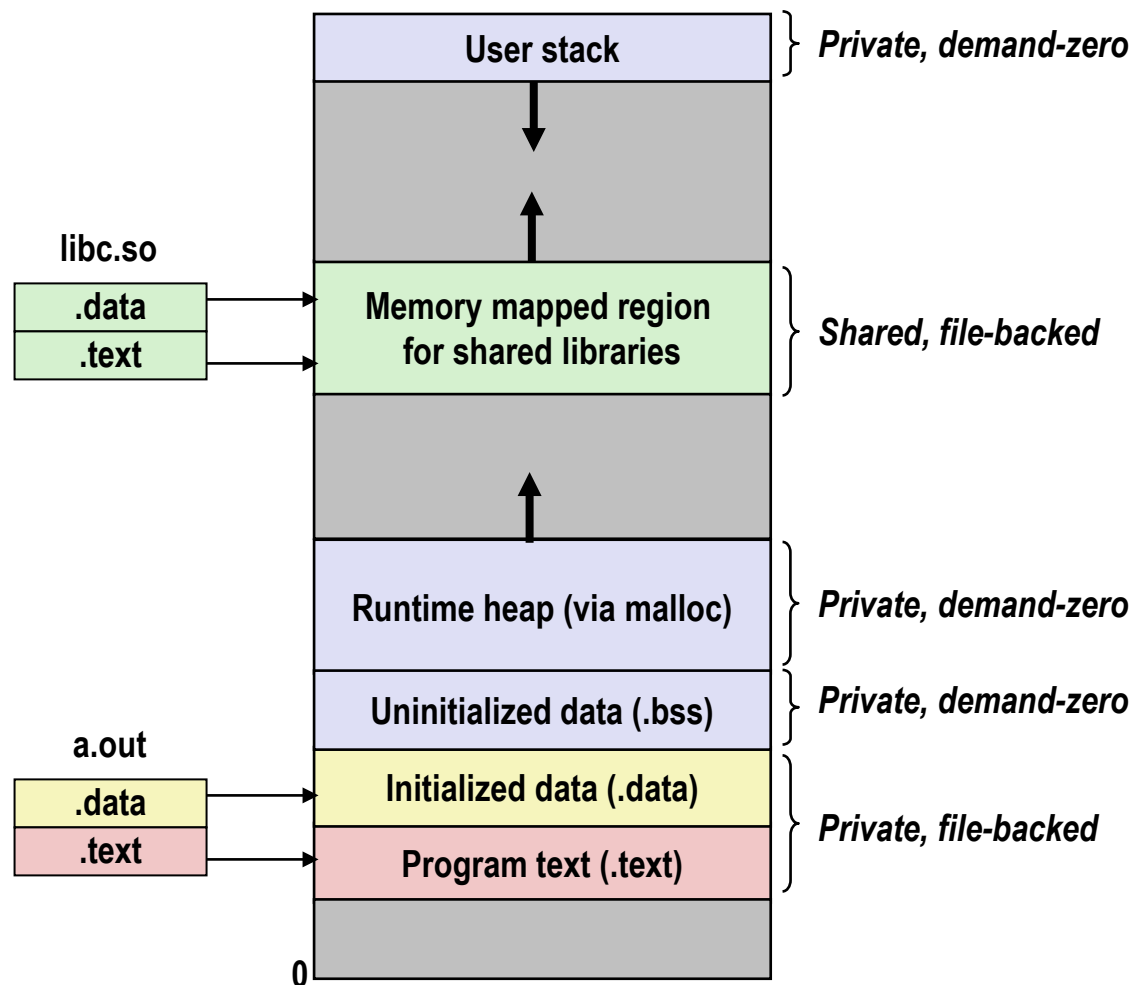 User stack
Private, demand-zero
libc.so
.data
.text
Memory mapped region
for shared libraries
Shared, file-backed
Runtime heap (via malloc)
Private, demand-zero
Uninitialized data (.bss)
Private, demand-zero
a.out
.data
.text
Initialized data (.data)
Program text (.text)
Private, file-backed
0